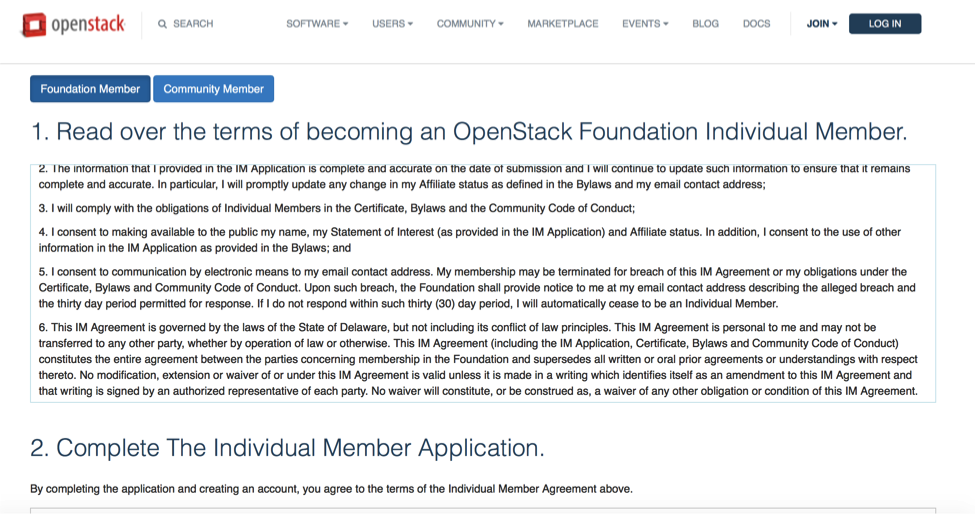 openstack
SEARCH
SOFTWARE
USERS
COMMUNITY
MARKETPLACE
EVENTS
BLOG
DOCS
JOIN
LOG IN
Foundation Member
Community Member
1. Read over the terms of becoming an OpenStack Foundation Individual Member.
2. The information that I provided in the IM Application is complete and accurate on the date of submission and I will continue to update such information to ensure that it remains
complete and accurate. In particular, I will promptly update any change in my Affiliate status as defined in the Bylaws and my email contact address;
3. I will comply with the obligations of Individual Members in the Certificate, Bylaws and the Community Code of Conduct;
4. I consent to making available to the public my name, my Statement of Interest (as provided in the IM Application) and Affiliate status. In addition, I consent to the use of other
information in the IM Application as provided in the Bylaws; and
5. I consent to communication by electronic means to my email contact address. My membership may be terminated for breach of this IM Agreement or my obligations under the
Certificate, Bylaws and Community Code of Conduct. Upon such breach, the Foundation shall provide notice to me at my email contact address describing the alleged breach and
the thirty day period permitted for response. If I do not respond within such thirty (30) day period, I will automatically cease to be an Individual Member.
6. This IM Agreement is governed by the laws of the State of Delaware, but not including its conflict of law principles. This IM Agreement is personal to me and may not be
transferred to any other party, whether by operation of law or otherwise. This IM Agreement (including the IM Application, Certificate, Bylaws and Community Code of Conduct)
constitutes the entire agreement between the parties concerning membership in the Foundation and supersedes all written or oral prior agreements or understandings with respect
thereto. No modification, extension or waiver of or under this IM Agreement is valid unless it is made in a writing which identifies itself as an amendment to this IM Agreement and
that writing is signed by an authorized representative of each party. No waiver will constitute, or be construed as, a waiver of any other obligation or condition of this IM Agreement.
2. Complete The Individual Member Application.
By completing the application and creating an account, you agree to the terms of the Individual Member Agreement above.